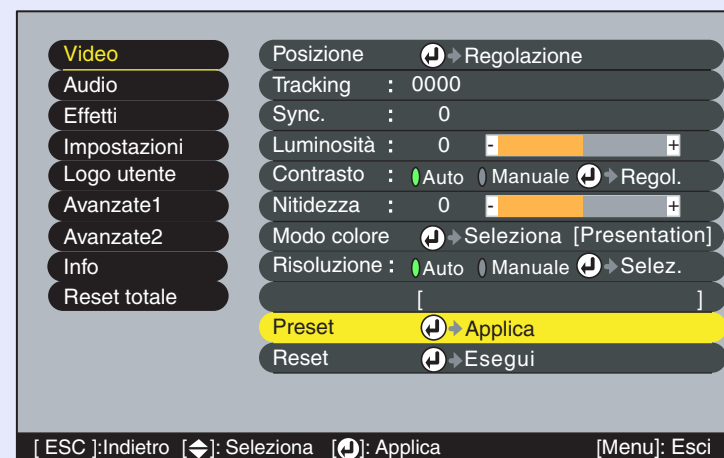 Video
Audio
Effetti
Impostazioni
Logo utente
Avanzate1
Avanzate2
Info
Reset totale
Posizione Regolazione
Tracking : 0000
Sync. : 0
Luminosità : 0 - +
Contrasto : Auto Manuale Regol.
Nitidezza : 0 - +
Modo colore Seleziona [Presentation]
Risoluzione : Auto Manuale Selez.
[ ]
Preset Applica
Reset Esegui
[ ESC ]:Indietro [ ]: Seleziona [ ]: Applica [Menu]: Esci